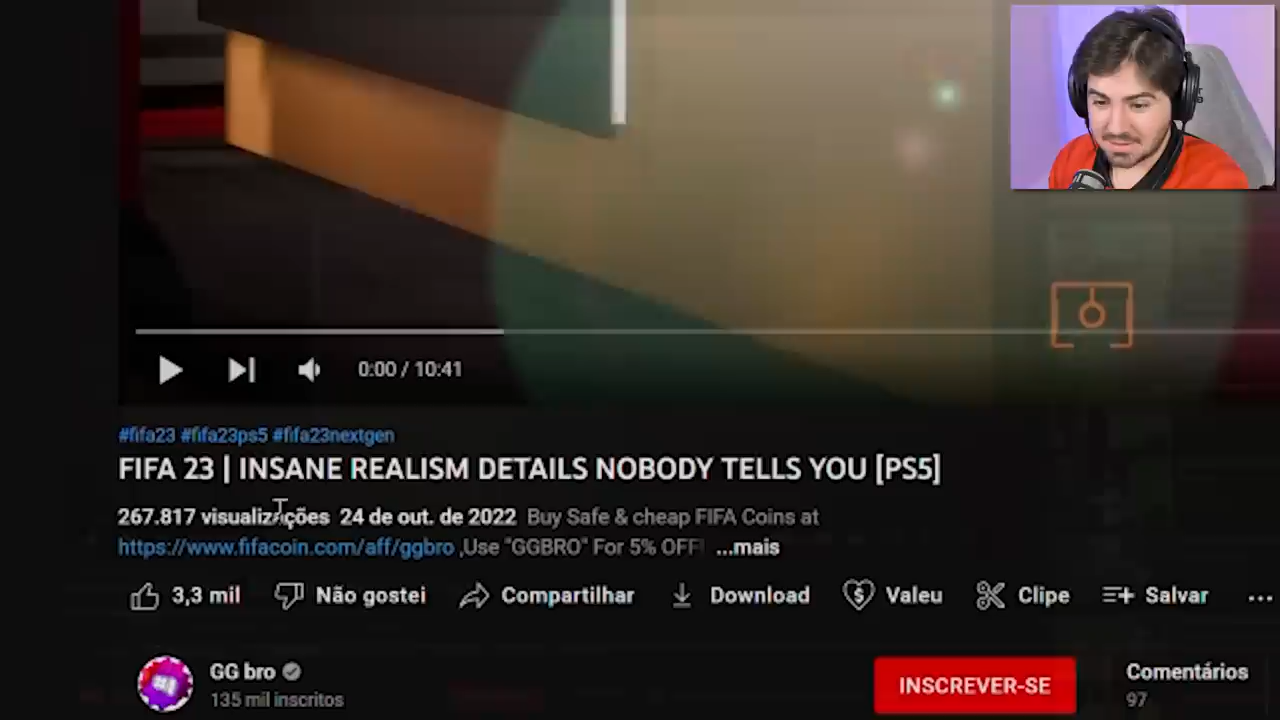 0:00 / 10:41
#fifa23 #fifa23ps5 #fifa23nextgen
FIFA 23 | INSANE REALISM DETAILS NOBODY TELLS YOU [PS5]
267.817 visualizações 24 de out. de 2022 Buy Safe & cheap FIFA Coins at
https://www.fifacoin.com/aff/ggbro ,Use "GGBRO" For 5% OFF! ...mais
3,3 mil Não gostei Compartilhar Download Valeu Clipe Salvar ...
GG bro
135 mil inscritos
INSCREVER-SE
Comentários
97